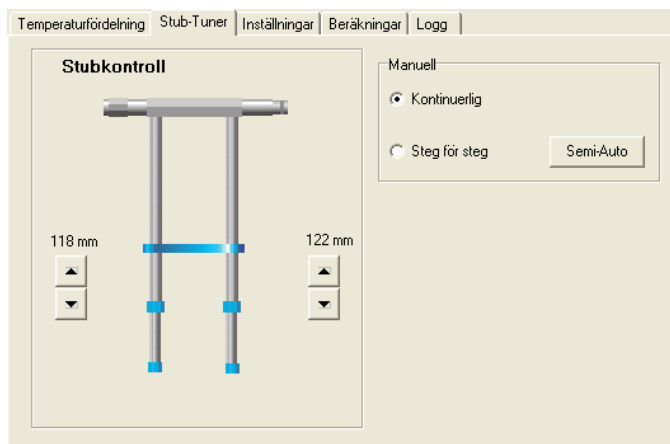 Temperaturfördelning Stub-Tuner Inställningar Beräkningar Logg
Stubkontroll
118 mm
122 mm
Manuell
Kontinuerlig
Steg för steg
Semi-Auto